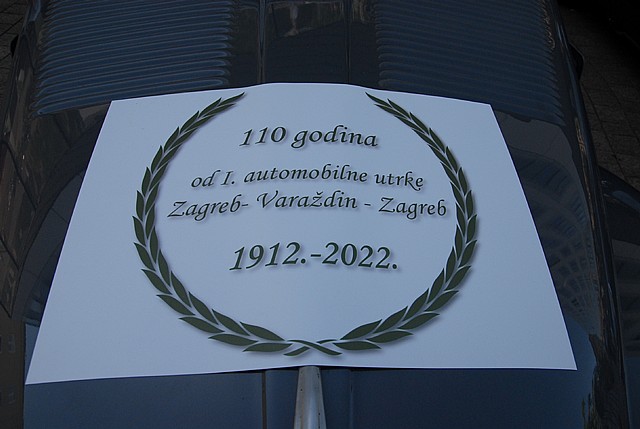 110 godina
od I. automobilne utrke
Zagreb- Varaždin - Zagreb
1912.-2022.